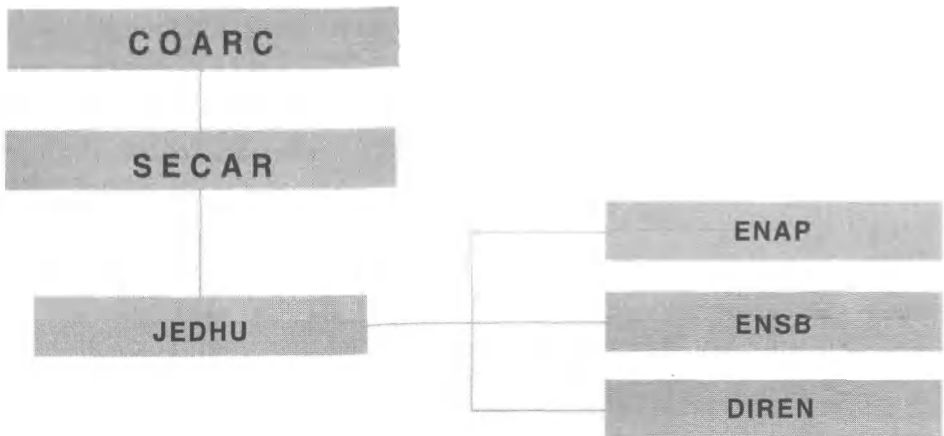 COARC
SECAR
JEDHU
ENAP
ENSB
DIREN